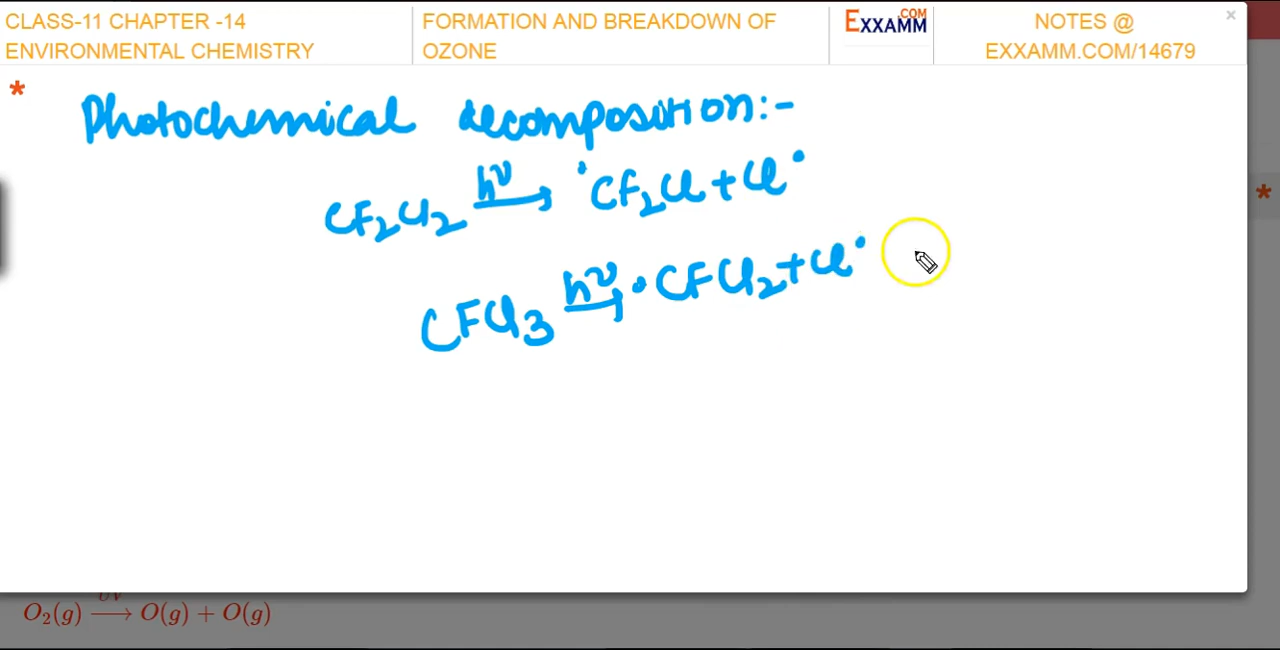 CLASS-11 CHAPTER -14
ENVIRONMENTAL CHEMISTRY
FORMATION AND BREAKDOWN OF
OZONE
EXXAMM
.COM
NOTES @
EXXAMM.COM/14679
×
*
*
Photochemical decomposition:-
CF₂Cl₂ —hν→ •CF₂Cl + Cl•
CFCl₃ —hν→ •CFCl₂ + Cl•
O₂(g) —UV→ O(g) + O(g)